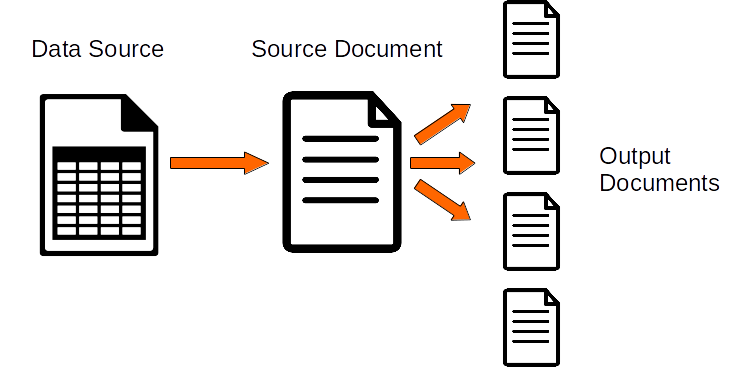 Data Source
Source Document
Output
Documents